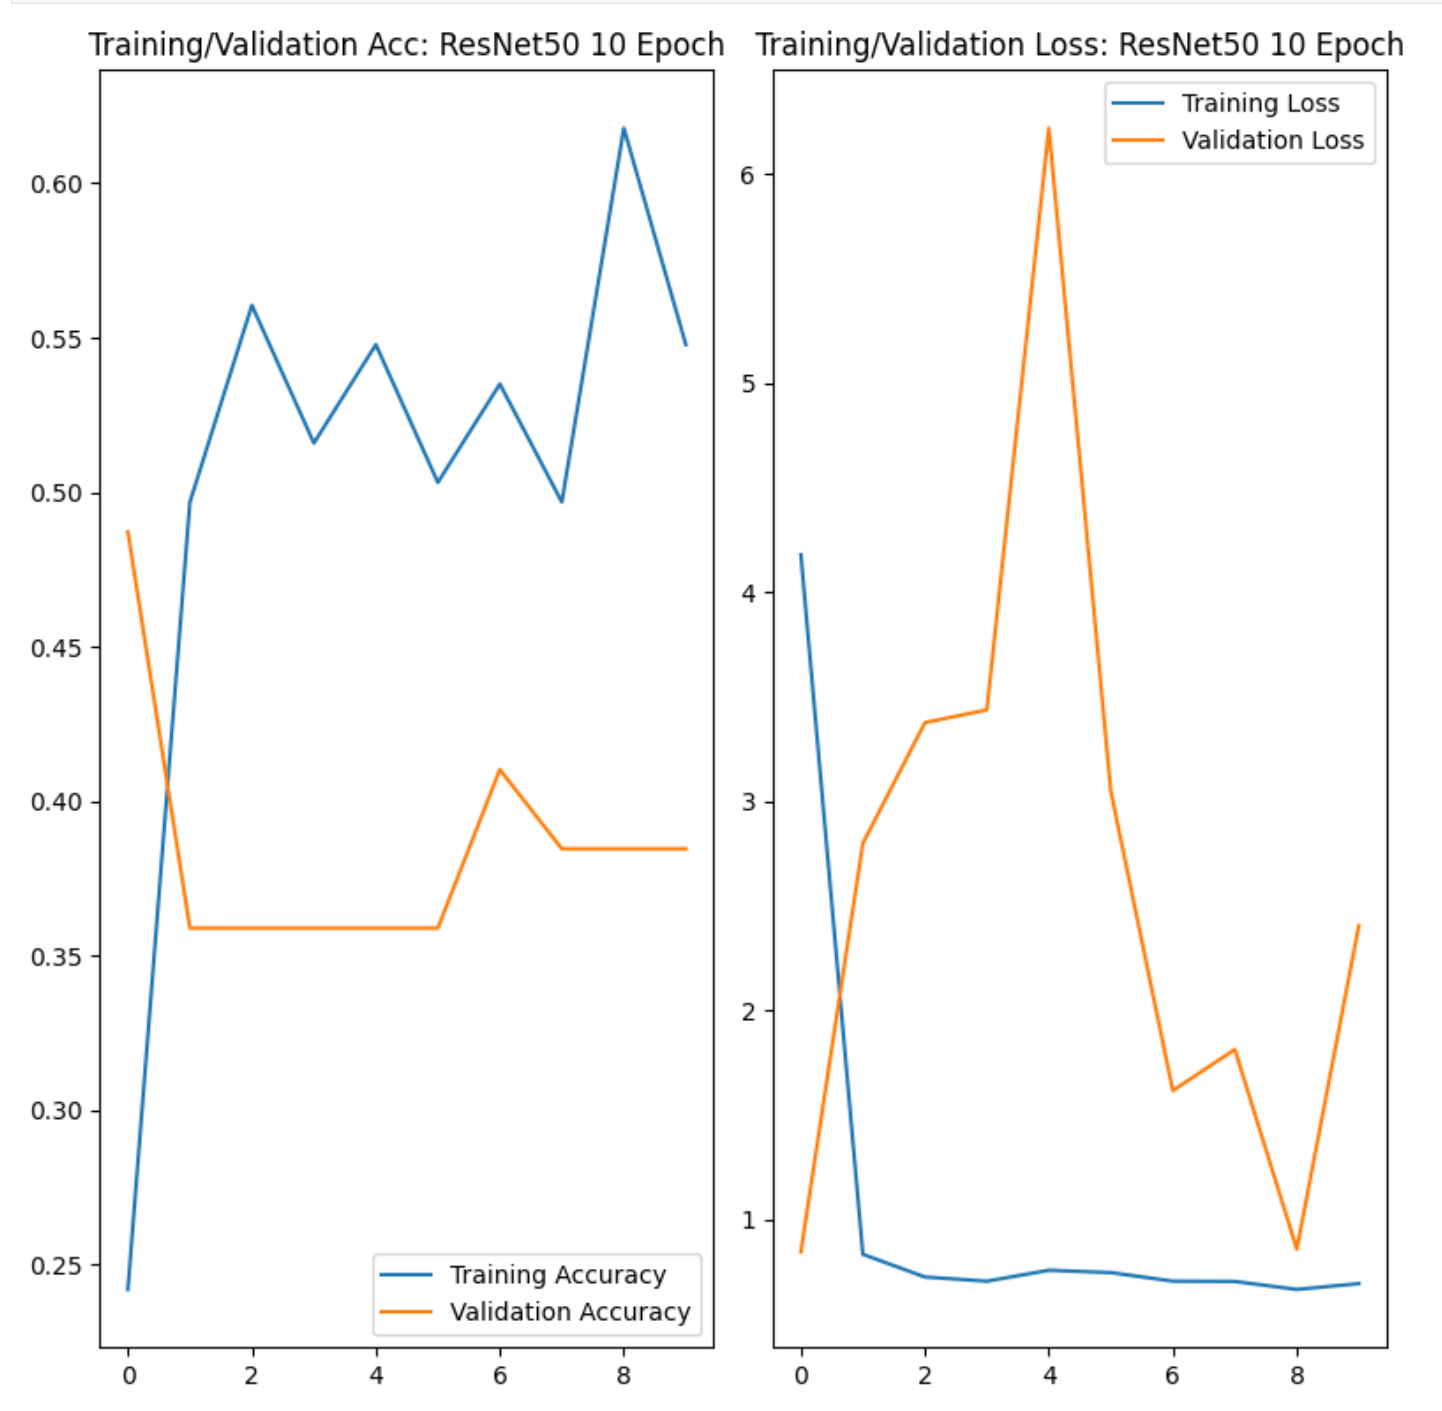 Training/Validation Acc: ResNet50 10 Epoch
0.60
0.55
0.50
0.45
0.40
0.35
0.30
0.25
0 2 4 6 8
Training Accuracy
Validation Accuracy
Training/Validation Loss: ResNet50 10 Epoch
Training Loss
Validation Loss
6
5
4
3
2
1
0 2 4 6 8